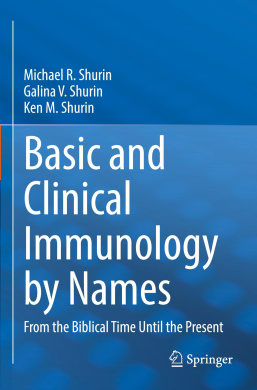 Michael R. Shurin
Galina V. Shurin
Ken M. Shurin
Basic and
Clinical
Immunology
by Names
From the Biblical Time Until the Present
Springer